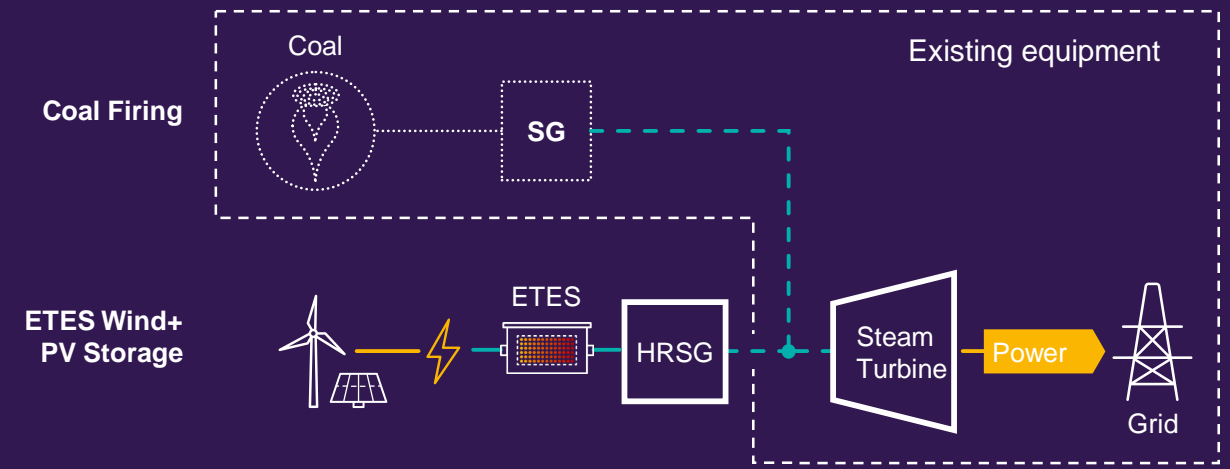 Coal
Existing equipment
Coal Firing
SG
ETES Wind+
PV Storage
ETES
HRSG
Steam
Turbine
Power
Grid